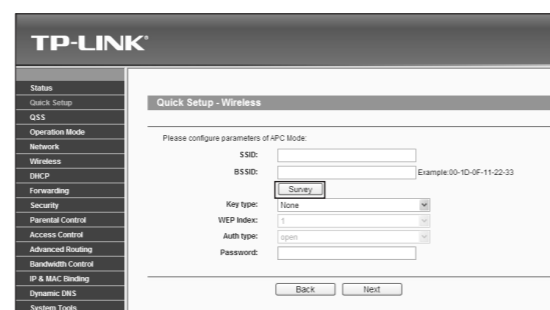 TP-LINK®
Status
Quick Setup
QSS
Operation Mode
Network
Wireless
DHCP
Forwarding
Security
Parental Control
Access Control
Advanced Routing
Bandwidth Control
IP & MAC Binding
Dynamic DNS
System Tools
Quick Setup - Wireless
Please configure parameters of APC Mode:
SSID:
BSSID: Example:00-1D-0F-11-22-33
Survey
Key type: None
WEP Index: 1
Auth type: open
Password:
Back Next